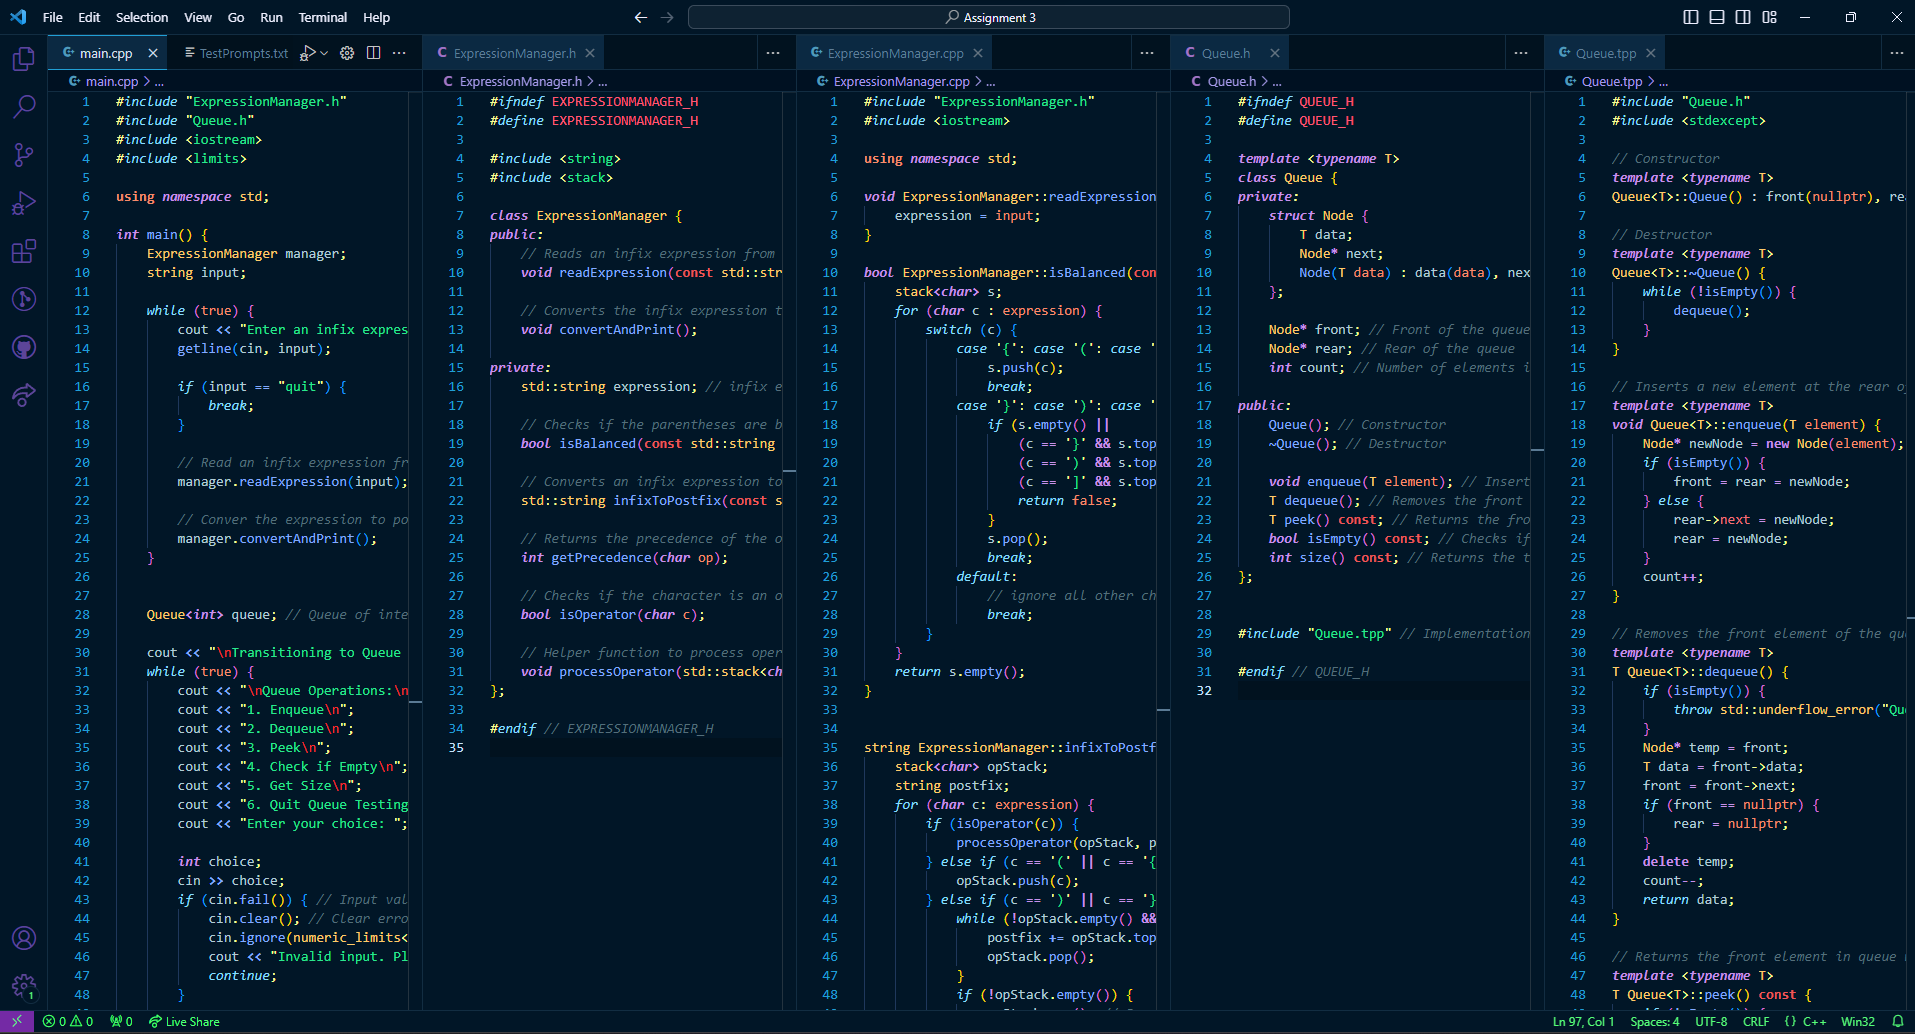 File Edit Selection View Go Run Terminal Help
Assignment 3
main.cpp
TestPrompts.txt
ExpressionManager.h
ExpressionManager.cpp
Queue.h
Queue.tpp
main.cpp > ...
1 #include "ExpressionManager.h"
2 #include "Queue.h"
3 #include <iostream>
4 #include <limits>
5
6 using namespace std;
7
8 int main() {
9 ExpressionManager manager;
10 string input;
11
12 while (true) {
13 cout << "Enter an infix expres
14 getline(cin, input);
15
16 if (input == "quit") {
17 break;
18 }
19
20 // Read an infix expression fr
21 manager.readExpression(input);
22
23 // Conver the expression to po
24 manager.convertAndPrint();
25 }
26
27
28 Queue<int> queue; // Queue of inte
29
30 cout << "\nTransitioning to Queue
31 while (true) {
32 cout << "\nQueue Operations:\n
33 cout << "1. Enqueue\n";
34 cout << "2. Dequeue\n";
35 cout << "3. Peek\n";
36 cout << "4. Check if Empty\n";
37 cout << "5. Get Size\n";
38 cout << "6. Quit Queue Testing
39 cout << "Enter your choice: ";
40
41 int choice;
42 cin >> choice;
43 if (cin.fail()) { // Input val
44 cin.clear(); // Clear erro
45 cin.ignore(numeric_limits<
46 cout << "Invalid input. Pl
47 continue;
48 }
ExpressionManager.h > ...
1 #ifndef EXPRESSIONMANAGER_H
2 #define EXPRESSIONMANAGER_H
3
4 #include <string>
5 #include <stack>
6
7 class ExpressionManager {
8 public:
9 // Reads an infix expression from
10 void readExpression(const std::str
11
12 // Converts the infix expression t
13 void convertAndPrint();
14
15 private:
16 std::string expression; // infix e
17
18 // Checks if the parentheses are b
19 bool isBalanced(const std::string
20
21 // Converts an infix expression to
22 std::string infixToPostfix(const s
23
24 // Returns the precedence of the o
25 int getPrecedence(char op);
26
27 // Checks if the character is an o
28 bool isOperator(char c);
29
30 // Helper function to process oper
31 void processOperator(std::stack<ch
32 };
33
34 #endif // EXPRESSIONMANAGER_H
35
ExpressionManager.cpp > ...
1 #include "ExpressionManager.h"
2 #include <iostream>
3
4 using namespace std;
5
6 void ExpressionManager::readExpression
7 expression = input;
8 }
9
10 bool ExpressionManager::isBalanced(con
11 stack<char> s;
12 for (char c : expression) {
13 switch (c) {
14 case '{': case '(': case '
15 s.push(c);
16 break;
17 case '}': case ')': case '
18 if (s.empty() ||
19 (c == '}' && s.top
20 (c == ')' && s.top
21 (c == ']' && s.top
22 return false;
23 }
24 s.pop();
25 break;
26 default:
27 // ignore all other ch
28 break;
29 }
30 }
31 return s.empty();
32 }
33
34
35 string ExpressionManager::infixToPostf
36 stack<char> opStack;
37 string postfix;
38 for (char c: expression) {
39 if (isOperator(c)) {
40 processOperator(opStack, p
41 } else if (c == '(' || c == '{
42 opStack.push(c);
43 } else if (c == ')' || c == '}
44 while (!opStack.empty() &&
45 postfix += opStack.top
46 opStack.pop();
47 }
48 if (!opStack.empty()) {
Queue.h > ...
1 #ifndef QUEUE_H
2 #define QUEUE_H
3
4 template <typename T>
5 class Queue {
6 private:
7 struct Node {
8 T data;
9 Node* next;
10 Node(T data) : data(data), nex
11 };
12
13 Node* front; // Front of the queue
14 Node* rear; // Rear of the queue
15 int count; // Number of elements i
16
17 public:
18 Queue(); // Constructor
19 ~Queue(); // Destructor
20
21 void enqueue(T element); // Insert
22 T dequeue(); // Removes the front
23 T peek() const; // Returns the fro
24 bool isEmpty() const; // Checks if
25 int size() const; // Returns the t
26 };
27
28
29 #include "Queue.tpp" // Implementation
30
31 #endif // QUEUE_H
32
Queue.tpp > ...
1 #include "Queue.h"
2 #include <stdexcept>
3
4 // Constructor
5 template <typename T>
6 Queue<T>::Queue() : front(nullptr), re
7
8 // Destructor
9 template <typename T>
10 Queue<T>::~Queue() {
11 while (!isEmpty()) {
12 dequeue();
13 }
14 }
15
16 // Inserts a new element at the rear o
17 template <typename T>
18 void Queue<T>::enqueue(T element) {
19 Node* newNode = new Node(element);
20 if (isEmpty()) {
21 front = rear = newNode;
22 } else {
23 rear->next = newNode;
24 rear = newNode;
25 }
26 count++;
27 }
28
29 // Removes the front element of the qu
30 template <typename T>
31 T Queue<T>::dequeue() {
32 if (isEmpty()) {
33 throw std::underflow_error("Qu
34 }
35 Node* temp = front;
36 T data = front->data;
37 front = front->next;
38 if (front == nullptr) {
39 rear = nullptr;
40 }
41 delete temp;
42 count--;
43 return data;
44 }
45
46 // Returns the front element in queue
47 template <typename T>
48 T Queue<T>::peek() const {
1
0 0 0 Live Share Ln 97, Col 1 Spaces: 4 UTF-8 CRLF {} C++ Win32